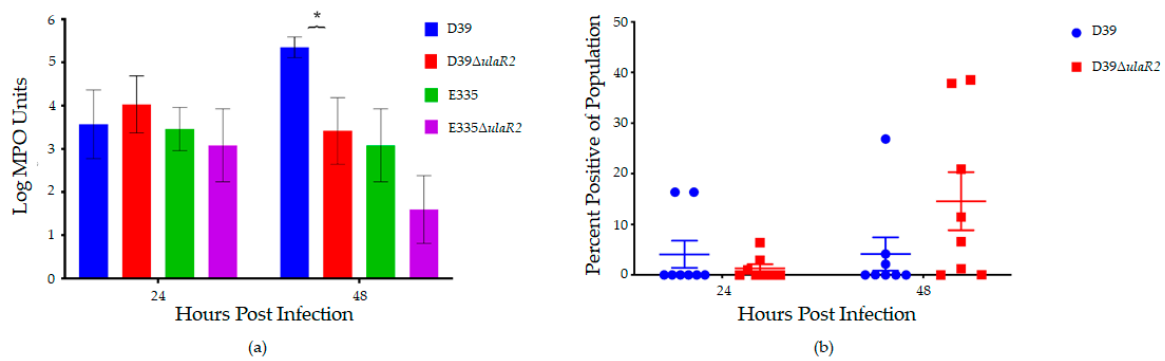 Log MPO Units
6
5
4
3
2
1
0
*
24
48
Hours Post Infection
D39
D39ΔulaR2
E335
E335ΔulaR2
(a)
Percent Positive of Population
50
40
30
20
10
0
24
48
Hours Post Infection
D39
D39ΔulaR2
(b)